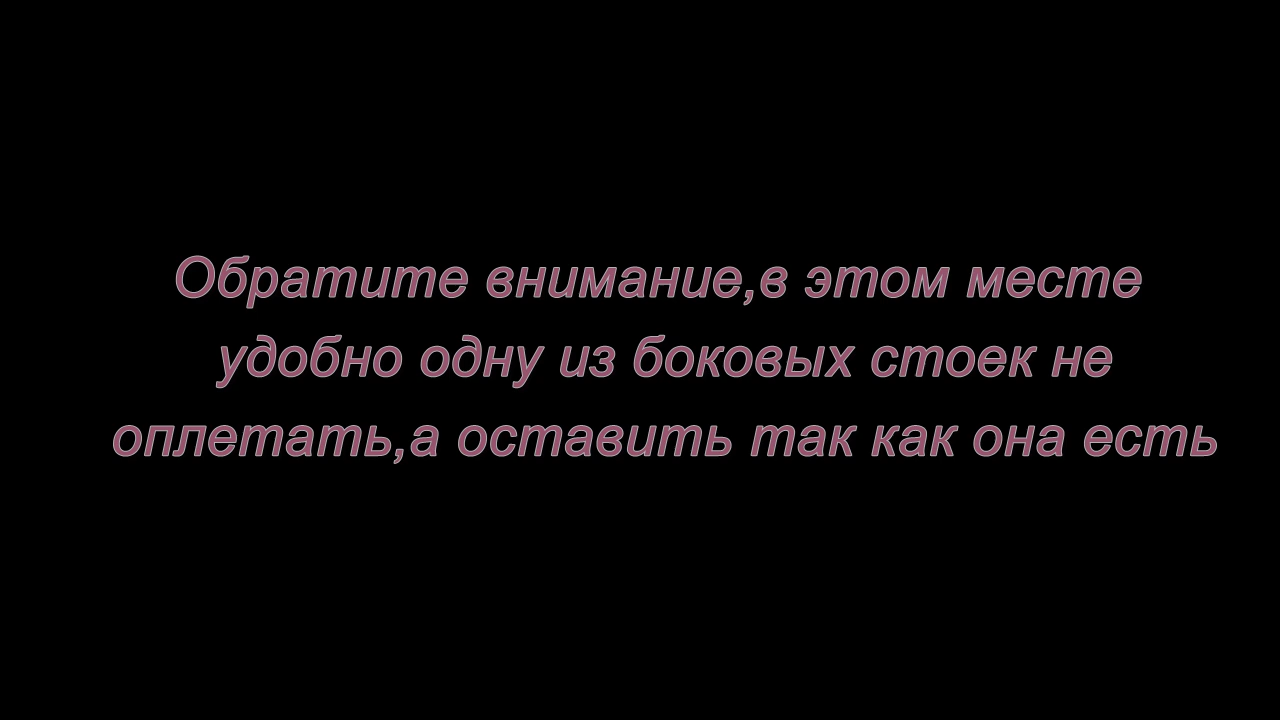 Обратите внимание,в этом месте
удобно одну из боковых стоек не
оплетать,а оставить так как она есть